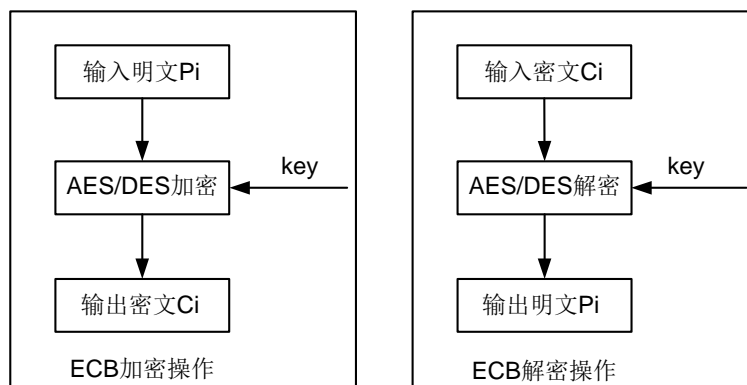 输入明文Pi
AES/DES加密
key
输出密文Ci
ECB加密操作
输入密文Ci
AES/DES解密
key
输出明文Pi
ECB解密操作